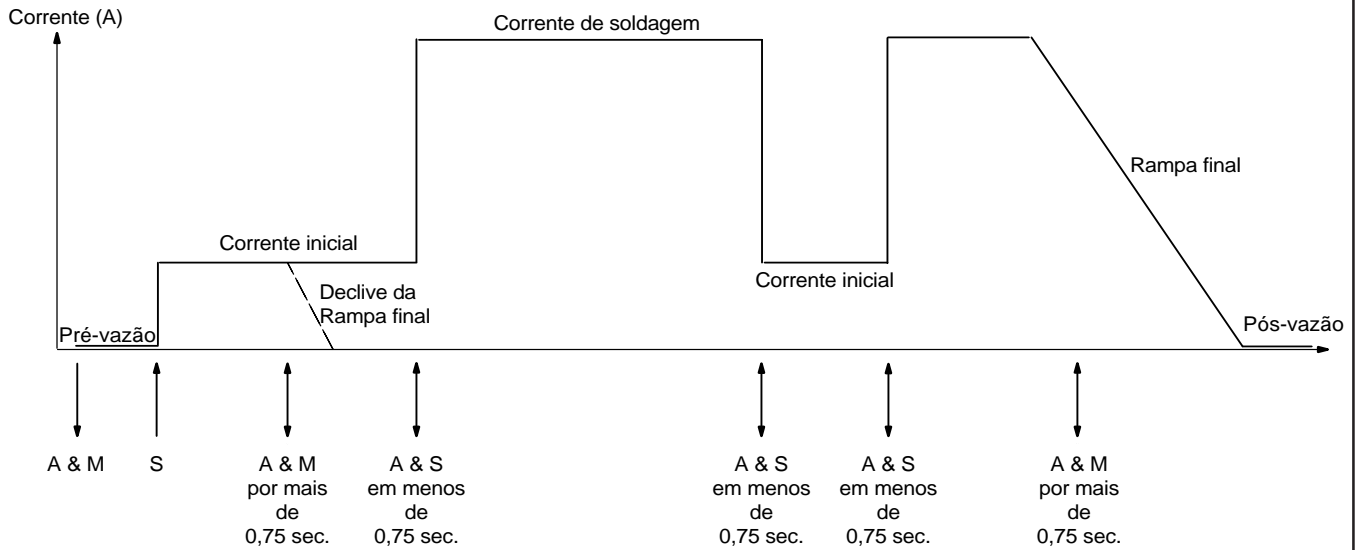 Corrente (A)
Corrente de soldagem
Corrente inicial
Declive da
Rampa final
Corrente inicial
Rampa final
Pré-vazão
Pós-vazão
A & M
S
A & M
por mais
de
0,75 sec.
A & S
em menos
de
0,75 sec.
A & S
em menos
de
0,75 sec.
A & S
em menos
de
0,75 sec.
A & M
por mais
de
0,75 sec.